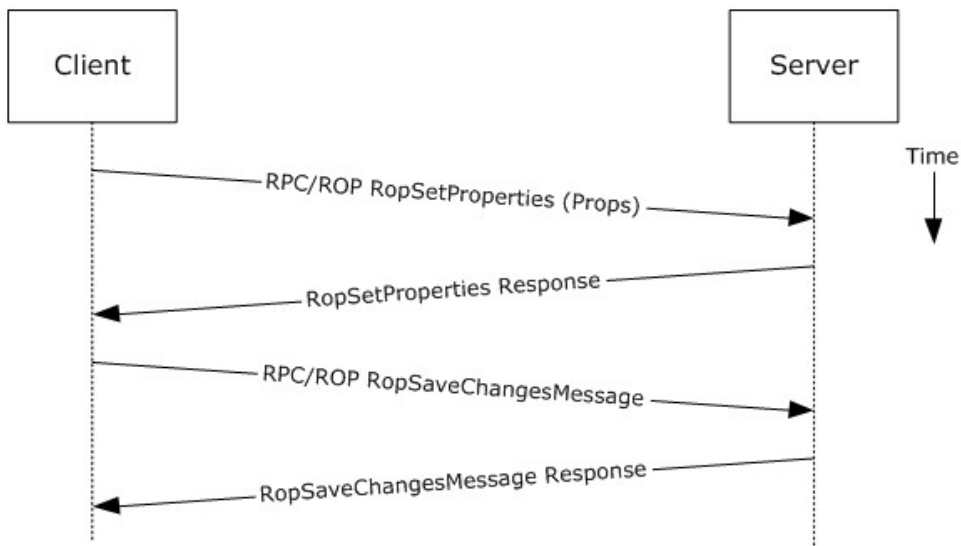 Client
Server
Time
RPC/ROP RopSetProperties (Props)
RopSetProperties Response
RPC/ROP RopSaveChangesMessage
RopSaveChangesMessage Response